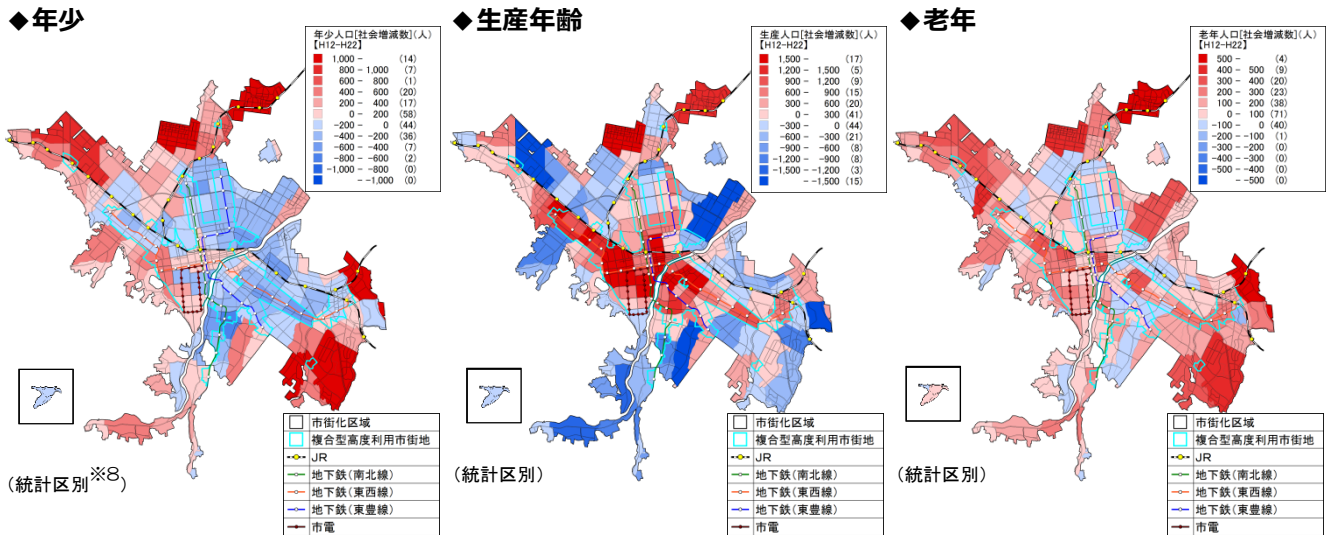 ◆年少
年少人口[社会増減数](人)
【H12-H22】
1,000 - (14)
800 - 1,000 (7)
600 - 800 (1)
400 - 600 (20)
200 - 400 (17)
0 - 200 (58)
-200 - 0 (44)
-400 - -200 (36)
-600 - -400 (7)
-800 - -600 (2)
-1,000 - -800 (0)
- -1,000 (0)
市街化区域
複合型高度利用市街地
JR
地下鉄(南北線)
地下鉄(東西線)
地下鉄(東豊線)
市電
(統計区別※8)
◆生産年齢
生産人口[社会増減数](人)
【H12-H22】
1,500 - (17)
1,200 - 1,500 (5)
900 - 1,200 (9)
600 - 900 (15)
300 - 600 (20)
0 - 300 (41)
-300 - 0 (44)
-600 - -300 (21)
-900 - -600 (8)
-1,200 - -900 (8)
-1,500 - -1,200 (3)
- -1,500 (15)
市街化区域
複合型高度利用市街地
JR
地下鉄(南北線)
地下鉄(東西線)
地下鉄(東豊線)
市電
(統計区別)
◆老年
老年人口[社会増減数](人)
【H12-H22】
500 - (4)
400 - 500 (9)
300 - 400 (20)
200 - 300 (23)
100 - 200 (38)
0 - 100 (71)
-100 - 0 (40)
-200 - -100 (1)
-300 - -200 (0)
-400 - -300 (0)
-500 - -400 (0)
- -500 (0)
市街化区域
複合型高度利用市街地
JR
地下鉄(南北線)
地下鉄(東西線)
地下鉄(東豊線)
市電
(統計区別)